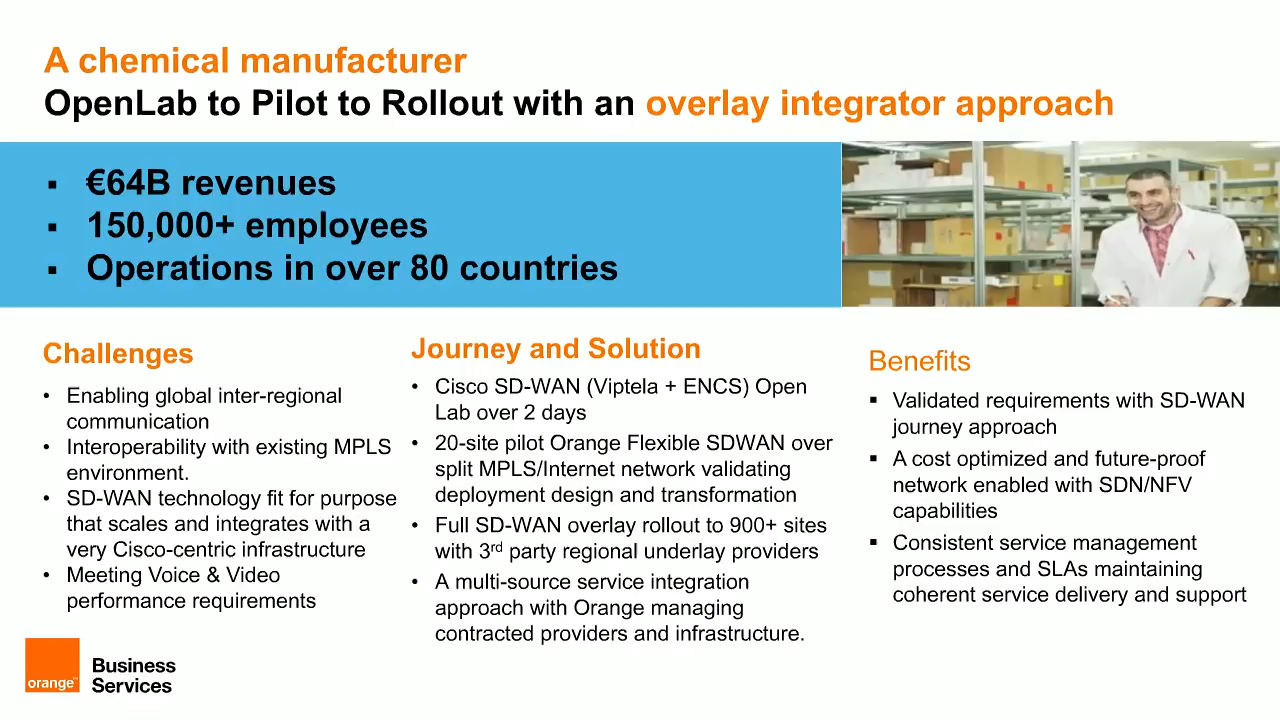 A chemical manufacturer
OpenLab to Pilot to Rollout with an overlay integrator approach
▪ €64B revenues
▪ 150,000+ employees
▪ Operations in over 80 countries
Challenges
• Enabling global inter-regional
communication
• Interoperability with existing MPLS
environment.
• SD-WAN technology fit for purpose
that scales and integrates with a
very Cisco-centric infrastructure
• Meeting Voice & Video
performance requirements
Journey and Solution
• Cisco SD-WAN (Viptela + ENCS) Open
Lab over 2 days
• 20-site pilot Orange Flexible SDWAN over
split MPLS/Internet network validating
deployment design and transformation
• Full SD-WAN overlay rollout to 900+ sites
with 3rd party regional underlay providers
• A multi-source service integration
approach with Orange managing
contracted providers and infrastructure.
Benefits
▪ Validated requirements with SD-WAN
journey approach
▪ A cost optimized and future-proof
network enabled with SDN/NFV
capabilities
▪ Consistent service management
processes and SLAs maintaining
coherent service delivery and support
orange™
Business
Services